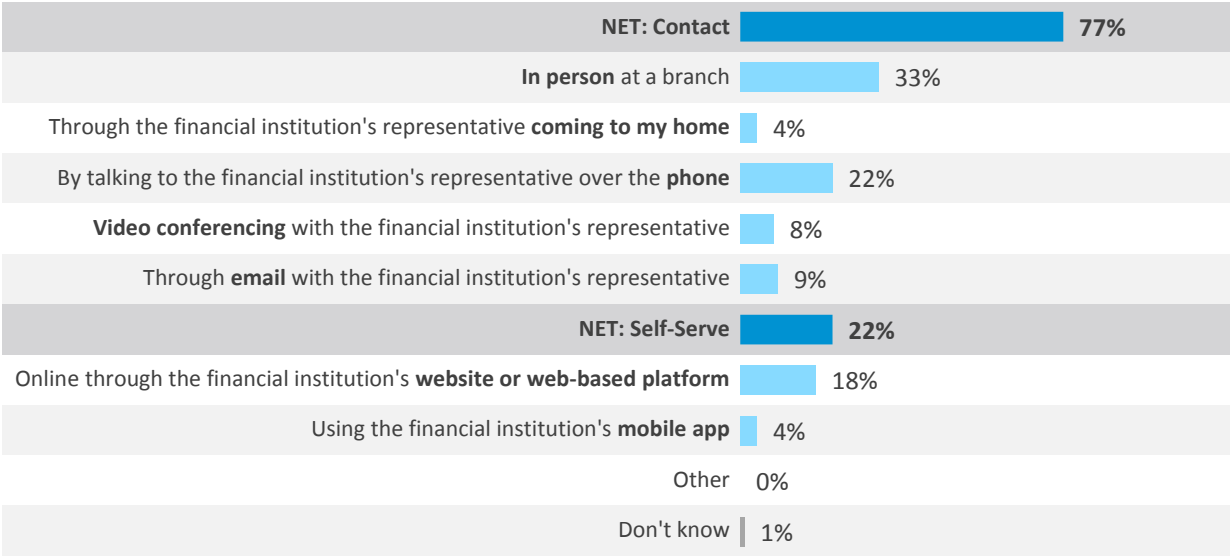 NET: Contact 77%
In person at a branch 33%
Through the financial institution's representative coming to my home 4%
By talking to the financial institution's representative over the phone 22%
Video conferencing with the financial institution's representative 8%
Through email with the financial institution's representative 9%
NET: Self-Serve 22%
Online through the financial institution's website or web-based platform 18%
Using the financial institution's mobile app 4%
Other 0%
Don't know 1%